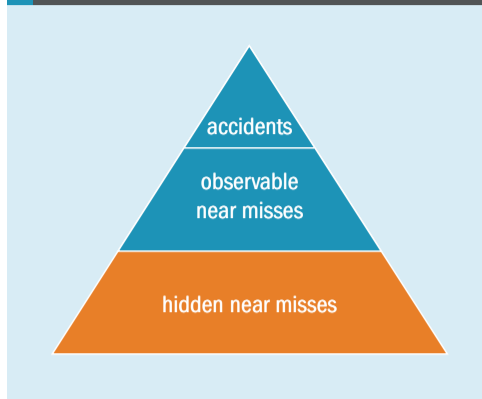 accidents
observable
near misses
hidden near misses